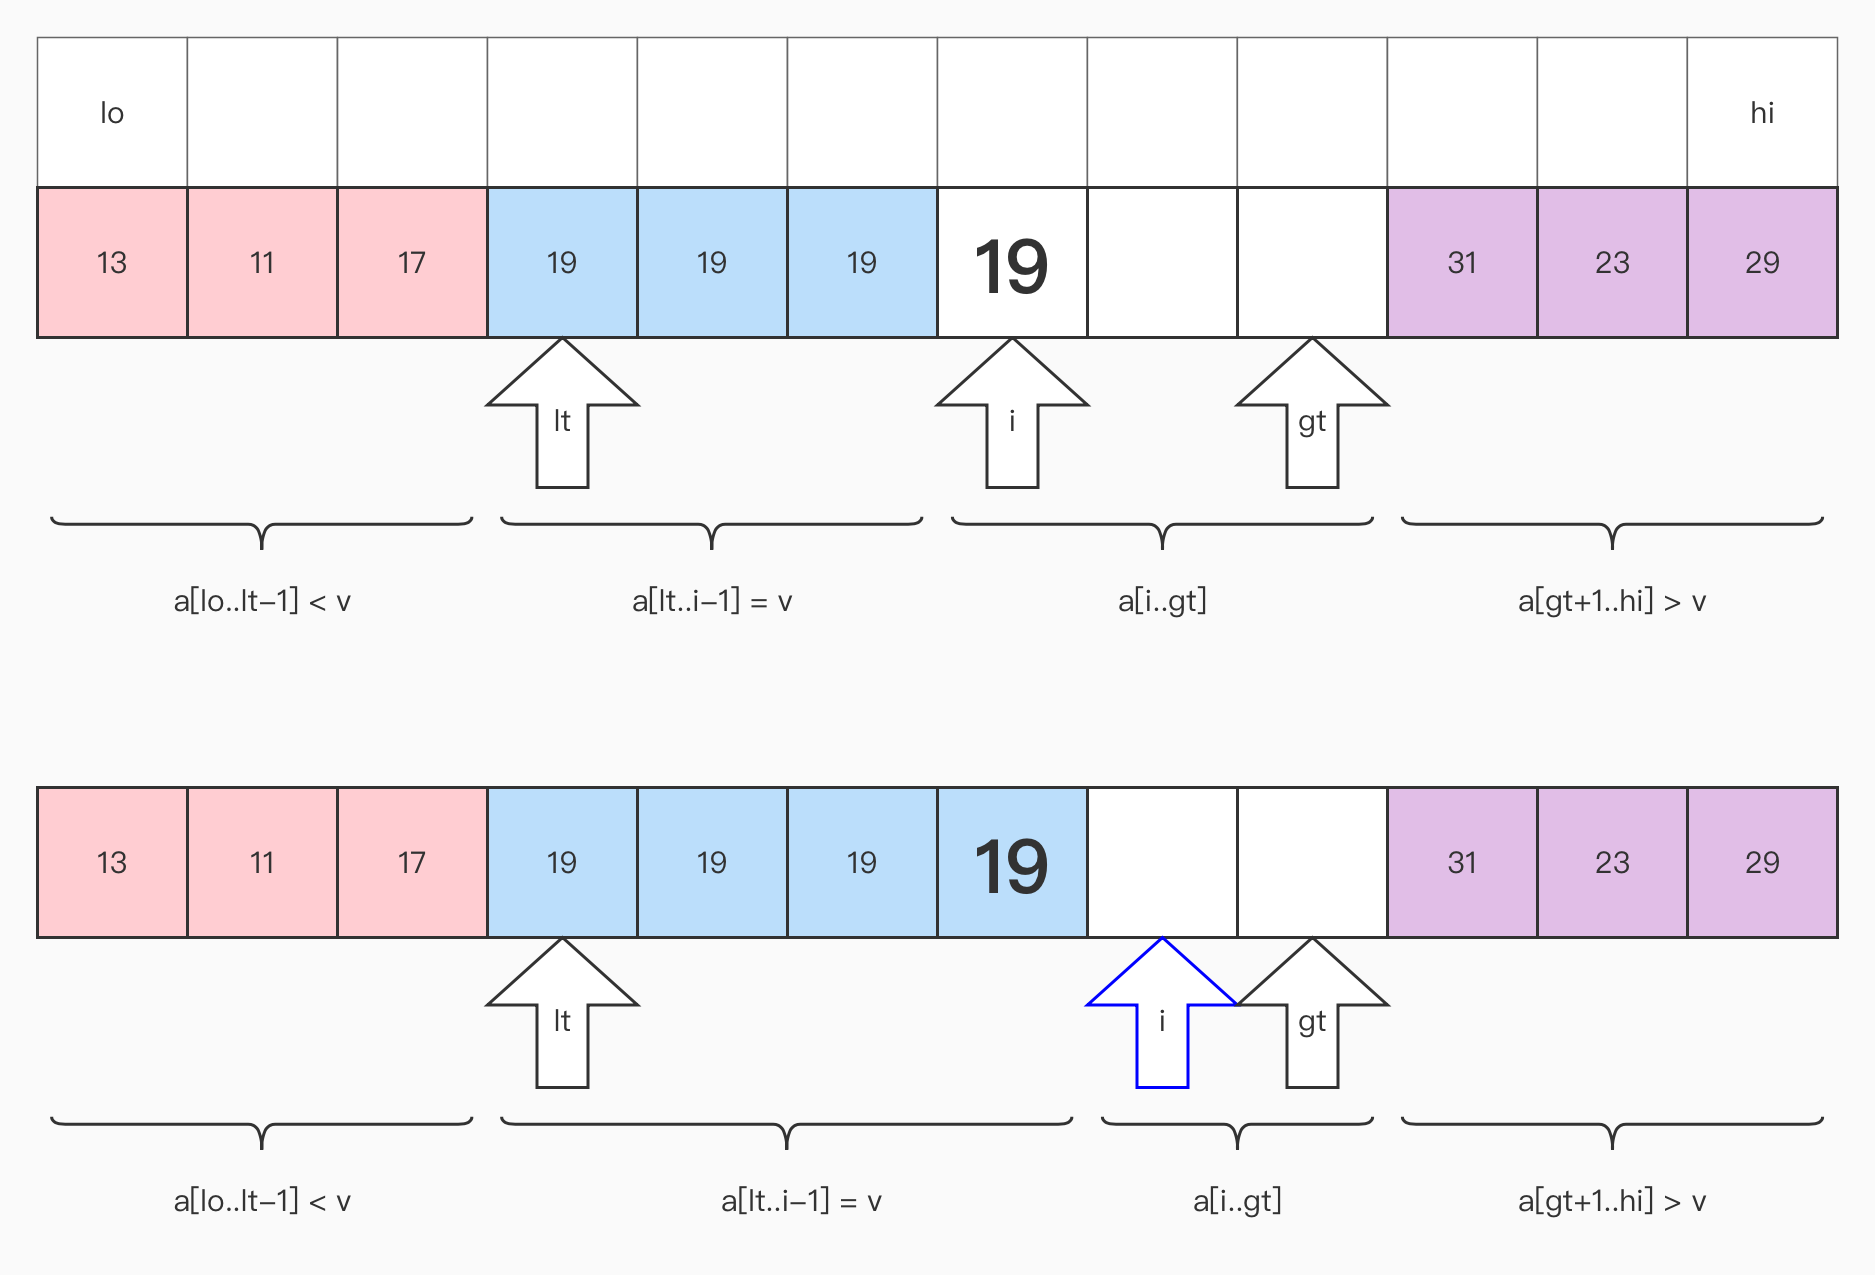 lo hi
13 11 17 19 19 19 19 31 23 29
lt i gt
a[lo..lt−1] < v a[lt..i−1] = v a[i..gt] a[gt+1..hi] > v
13 11 17 19 19 19 19 31 23 29
lt i gt
a[lo..lt−1] < v a[lt..i−1] = v a[i..gt] a[gt+1..hi] > v